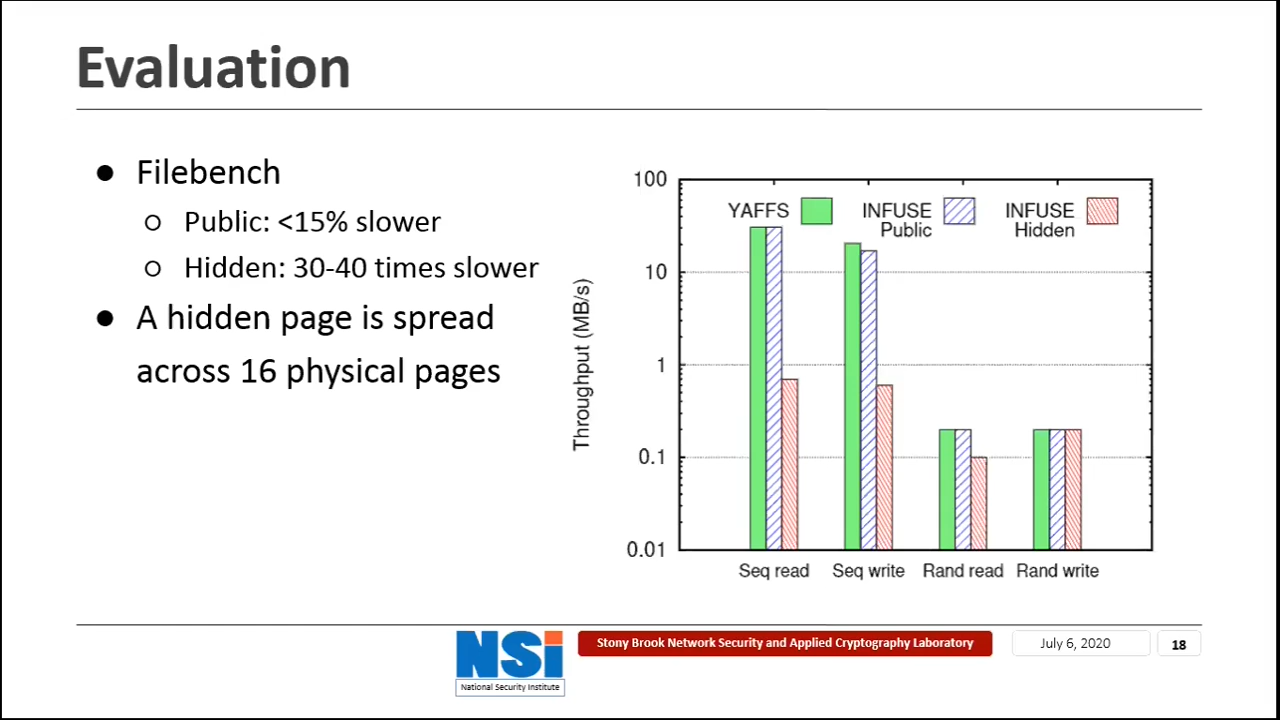 Evaluation
● Filebench
○ Public: <15% slower
○ Hidden: 30-40 times slower
● A hidden page is spread
across 16 physical pages
Throughput (MB/s)
100
10
1
0.1
0.01
YAFFS
INFUSE
Public
INFUSE
Hidden
Seq read
Seq write
Rand read
Rand write
NSi
National Security Institute
Stony Brook Network Security and Applied Cryptography Laboratory
July 6, 2020
18